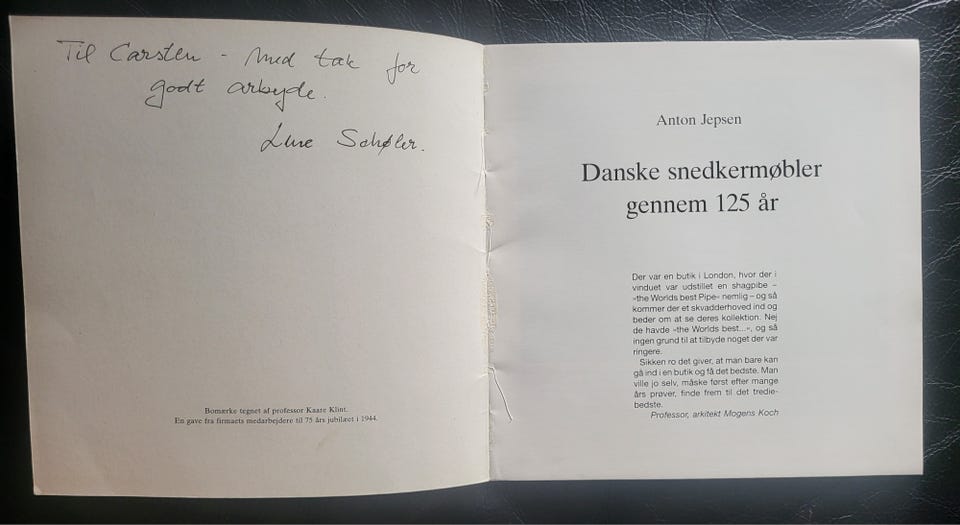 Til Carsten - Med tak for
godt arbejde.
Lure Schøler.
Bomærke tegnet af professor Kaare Klint.
En gave fra firmaets medarbejdere til 75 års jubilæet i 1944.
Anton Jepsen
Danske snedkermøbler
gennem 125 år
Der var en butik i London, hvor der i
vinduet var udstillet en shagpibe –
»the Worlds best Pipe« nemlig – og så
kommer der et skvadderhoved ind og
beder om at se deres kollektion. Nej
de havde »the Worlds best...«, og så
ingen grund til at tilbyde noget der var
ringere.
Sikken ro det giver, at man bare kan
gå ind i en butik og få det bedste. Man
ville jo selv, måske først efter mange
års prøver, finde frem til det tredie-
bedste.
Professor, arkitekt Mogens Koch